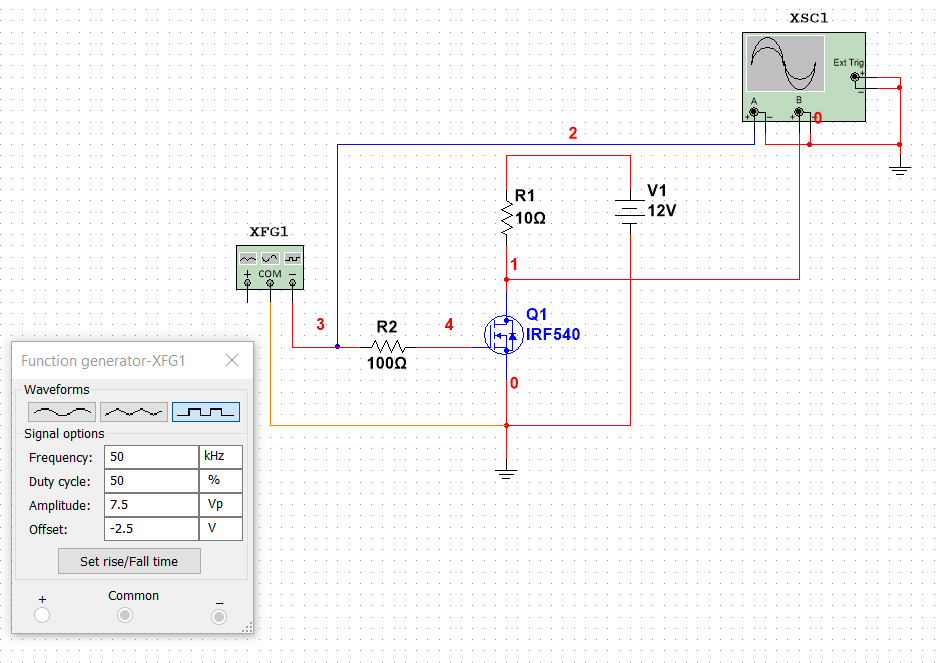 XSC1
Ext Trig
+
−
A
B
+
−
+
−
0
2
R1
10Ω
V1
12V
XFG1
+ COM −
1
3
R2
100Ω
4
Q1
IRF540
0
Function generator-XFG1
Waveforms
Signal options
Frequency: 50 kHz
Duty cycle: 50 %
Amplitude: 7.5 Vp
Offset: -2.5 V
Set rise/Fall time
+ Common −